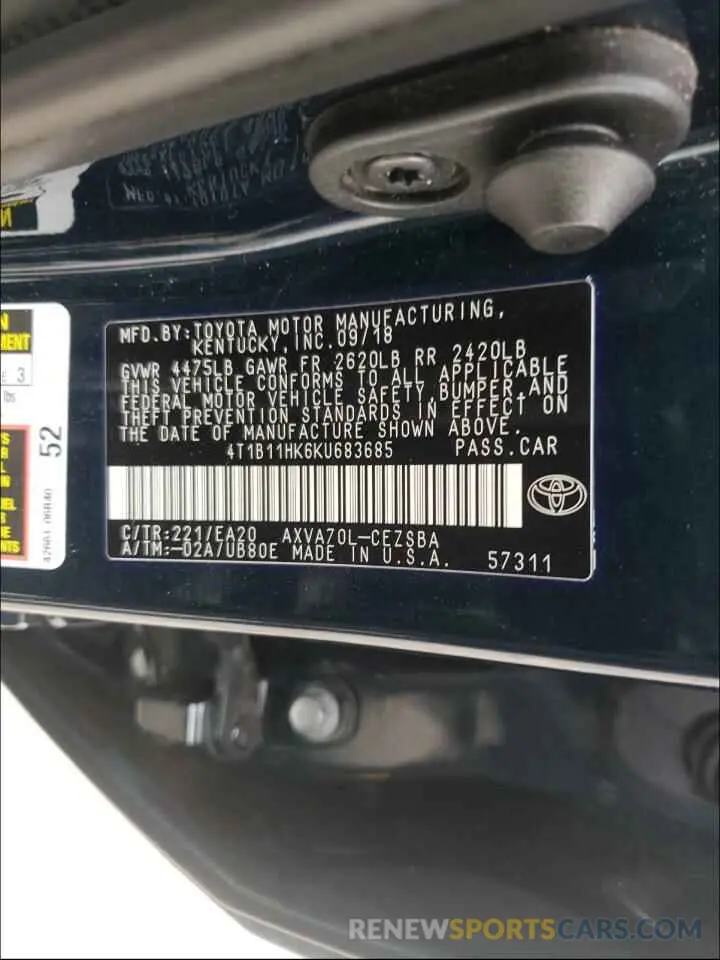 MFD.BY:TOYOTA MOTOR MANUFACTURING,
KENTUCKY, INC.09/18
GVWR 4475LB GAWR FR 2620LB RR 2420LB
THIS VEHICLE CONFORMS TO ALL APPLICABLE
FEDERAL MOTOR VEHICLE SAFETY,BUMPER,AND
THEFT PREVENTION STANDARDS IN EFFECT ON
THE DATE OF MANUFACTURE SHOWN ABOVE.
4T1B11HK6KU683685 PASS.CAR
C/TR:221/EA20 AXVA70L-CEZSBA
A/TM:-02A/UB80E MADE IN U.S.A. 57311
3
lbs
52
RENEWSPORTSCARS.COM